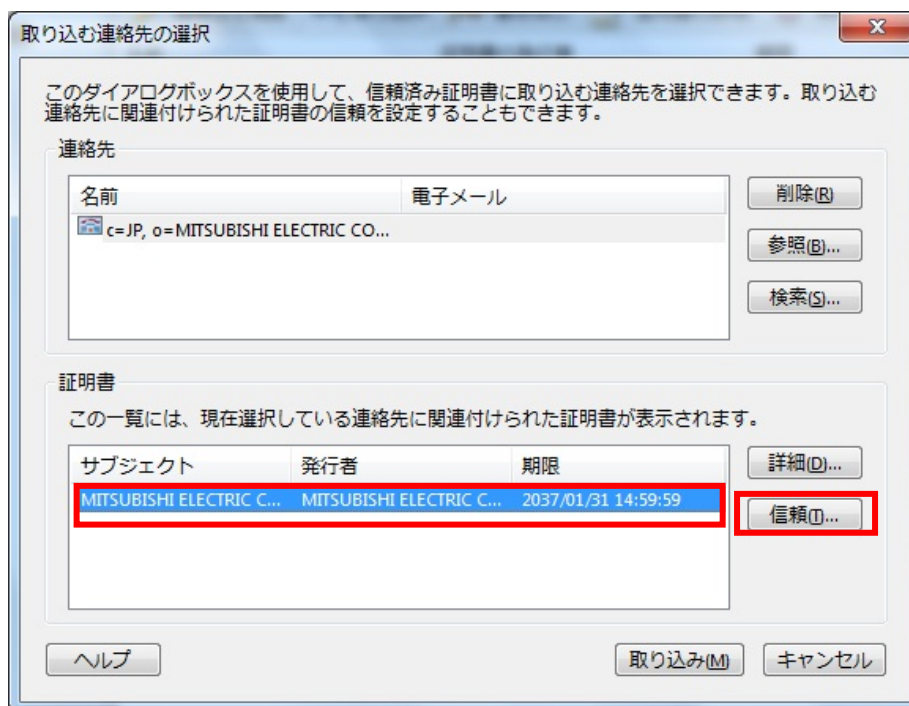 取り込む連絡先の選択
x
このダイアログボックスを使用して、信頼済み証明書に取り込む連絡先を選択できます。取り込む
連絡先に関連付けられた証明書の信頼を設定することもできます。
連絡先
名前 電子メール
c=JP, o=MITSUBISHI ELECTRIC CO...
削除(R)
参照(B)...
検索(S)...
証明書
この一覧には、現在選択している連絡先に関連付けられた証明書が表示されます。
サブジェクト 発行者 期限
MITSUBISHI ELECTRIC C... MITSUBISHI ELECTRIC C... 2037/01/31 14:59:59
詳細(D)...
信頼(T)...
ヘルプ 取り込み(M) キャンセル